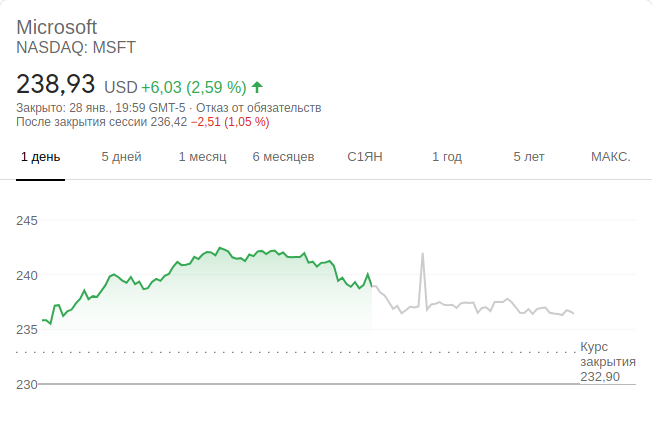 Microsoft
NASDAQ: MSFT
238,93 USD +6,03 (2,59 %)
Закрыто: 28 янв., 19:59 GMT-5 · Отказ от обязательств
После закрытия сессии 236,42 −2,51 (1,05 %)
1 день 5 дней 1 месяц 6 месяцев С1ЯН 1 год 5 лет МАКС.
245
240
235
Курс
закрытия
232,90
230